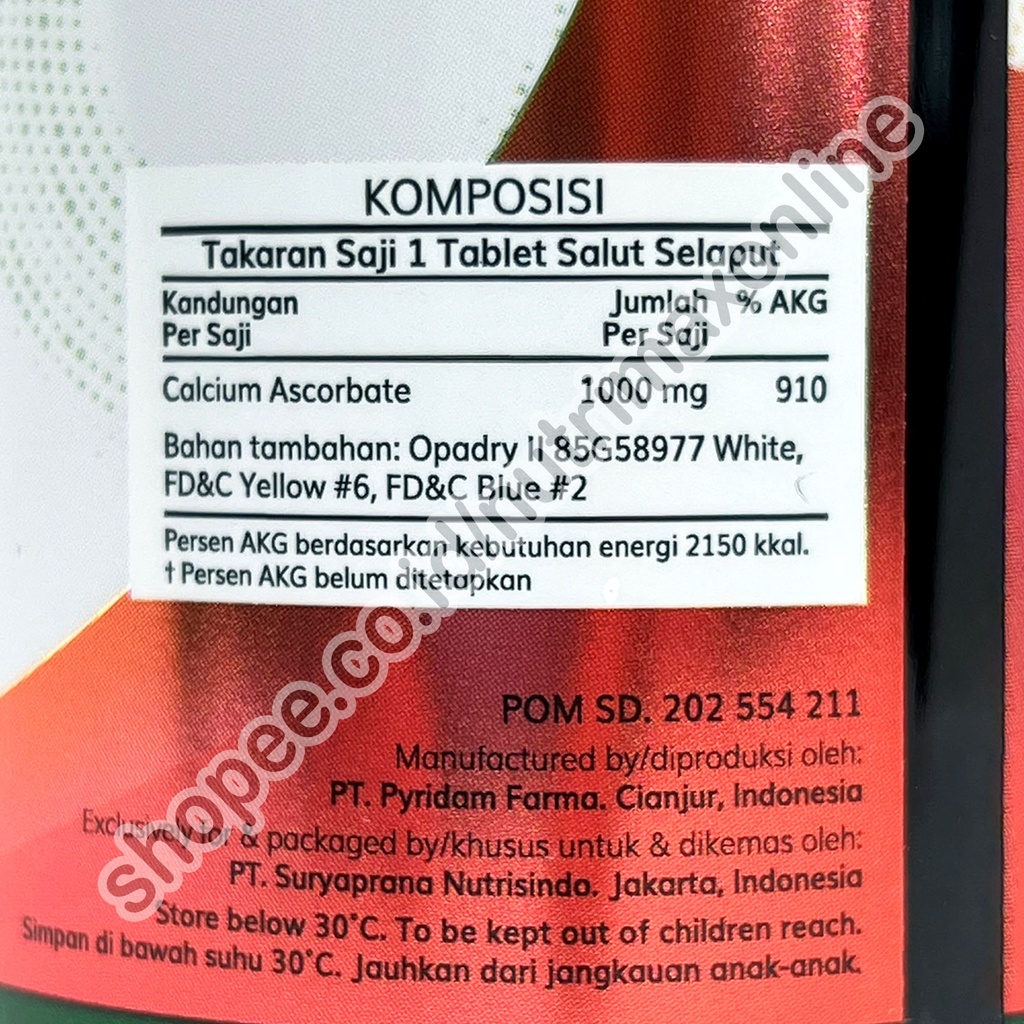 KOMPOSISI
Takaran Saji 1 Tablet Salut Selaput
Kandungan Per Saji Jumlah Per Saji % AKG
Calcium Ascorbate 1000 mg 910
Bahan tambahan: Opadry II 85G58977 White,
FD&C Yellow #6, FD&C Blue #2
Persen AKG berdasarkan kebutuhan energi 2150 kkal.
† Persen AKG belum ditetapkan
POM SD. 202 554 211
Manufactured by/diproduksi oleh:
PT. Pyridam Farma. Cianjur, Indonesia
Exclusively for & packaged by/khusus untuk & dikemas oleh:
PT. Suryaprana Nutrisindo. Jakarta, Indonesia
Store below 30°C. To be kept out of children reach.
Simpan di bawah suhu 30°C. Jauhkan dari jangkauan anak-anak.
shopee.co.id/nutrimaxonline